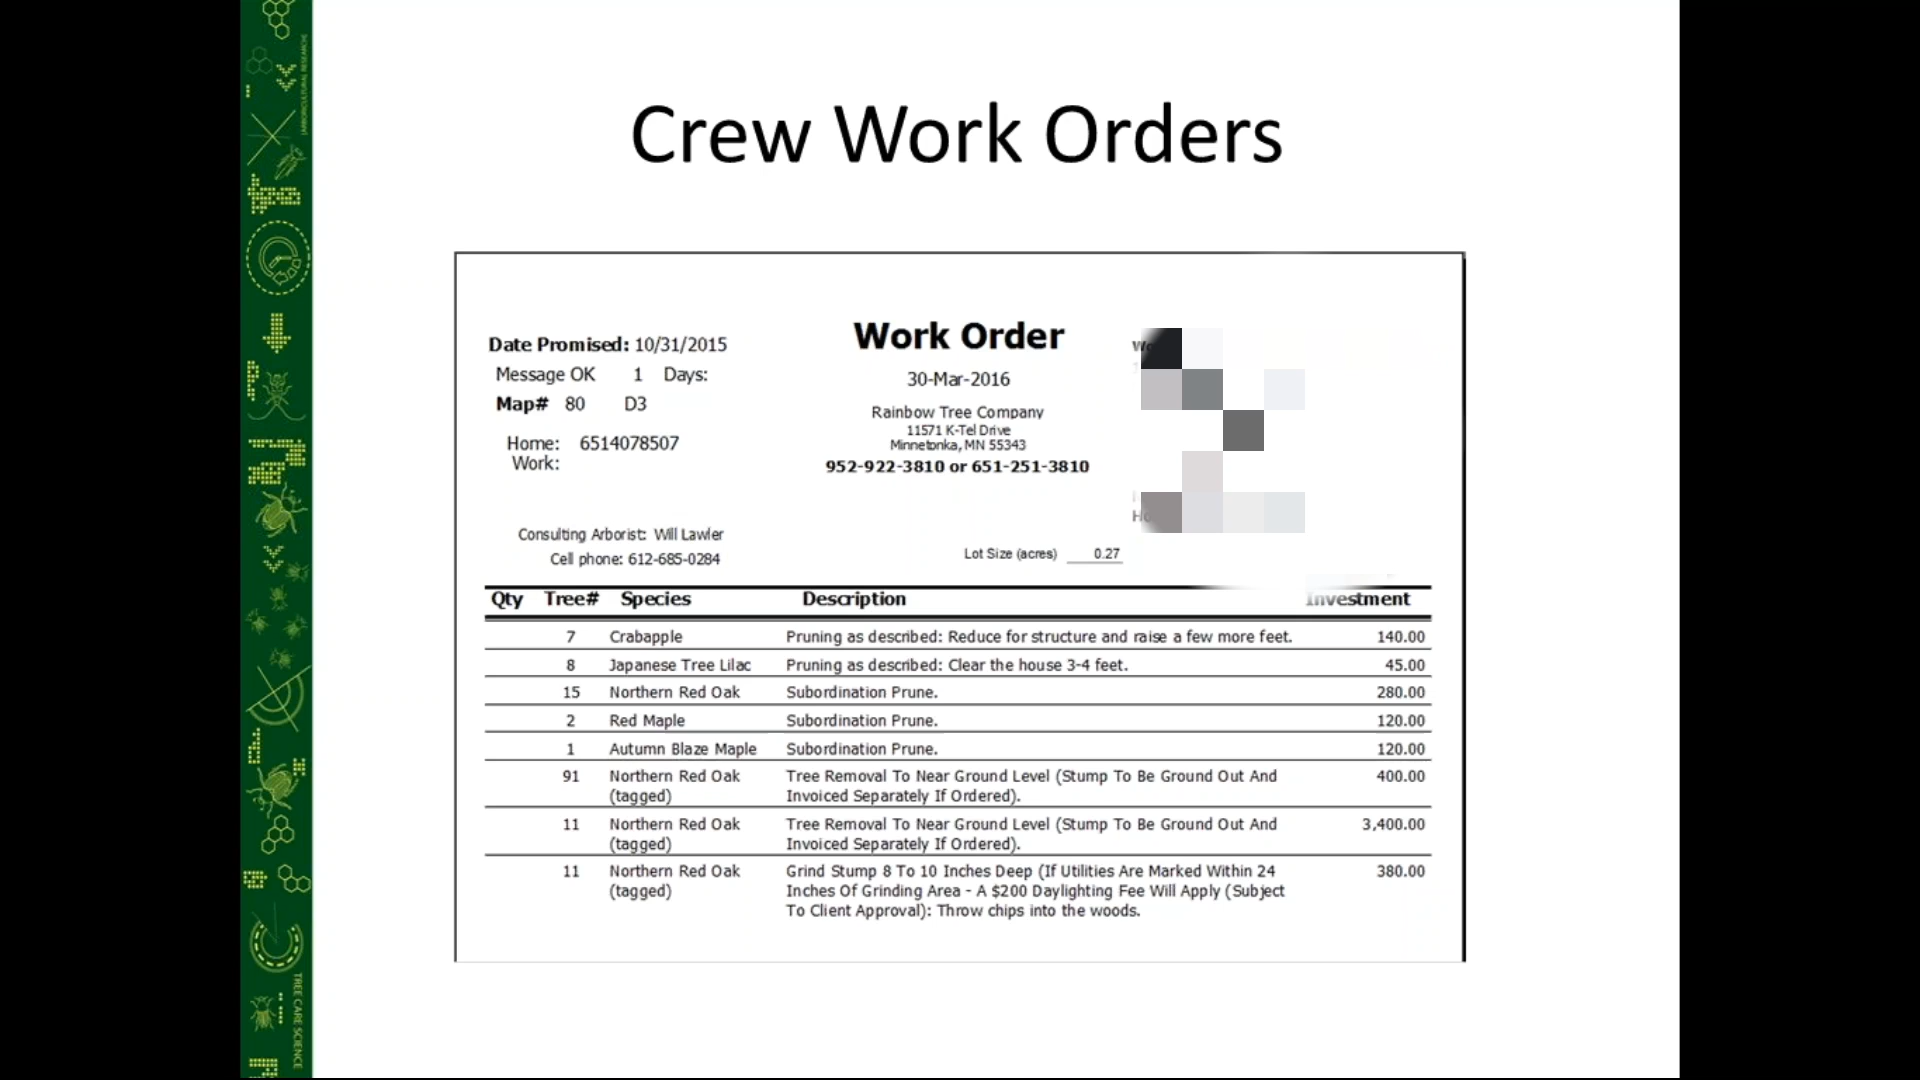 Crew Work Orders
Work Order
Date Promised: 10/31/2015
Message OK 1 Days:
30-Mar-2016
Map# 80 D3
Rainbow Tree Company
11571 K-Tel Drive
Minnetonka, MN 55343
Home: 6514078507
Work:
952-922-3810 or 651-251-3810
Consulting Arborist: Will Lawler
Cell phone: 612-685-0284
Lot Size (acres) 0.27
Qty Tree# Species Description Investment
7 Crabapple Pruning as described: Reduce for structure and raise a few more feet. 140.00
8 Japanese Tree Lilac Pruning as described: Clear the house 3-4 feet. 45.00
15 Northern Red Oak Subordination Prune. 280.00
2 Red Maple Subordination Prune. 120.00
1 Autumn Blaze Maple Subordination Prune. 120.00
91 Northern Red Oak Tree Removal To Near Ground Level (Stump To Be Ground Out And 400.00
(tagged) Invoiced Separately If Ordered).
11 Northern Red Oak Tree Removal To Near Ground Level (Stump To Be Ground Out And 3,400.00
(tagged) Invoiced Separately If Ordered).
11 Northern Red Oak Grind Stump 8 To 10 Inches Deep (If Utilities Are Marked Within 24 380.00
(tagged) Inches Of Grinding Area - A $200 Daylighting Fee Will Apply (Subject
To Client Approval): Throw chips into the woods.
TREE CARE SCIENCE